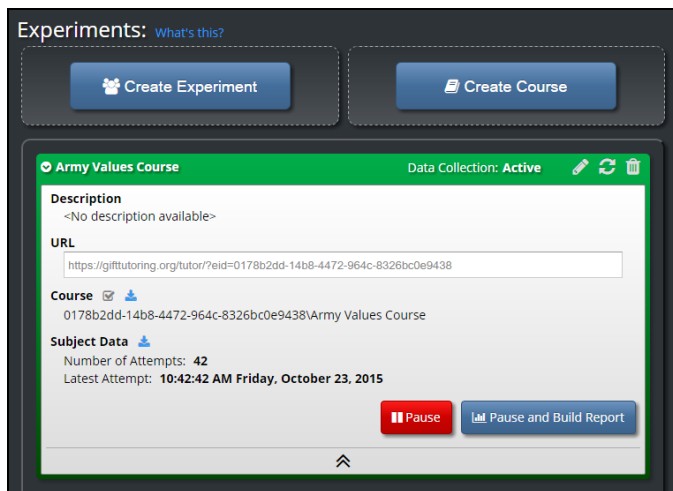 Experiments: What's this?
Create Experiment
Create Course
Army Values Course
Data Collection: Active
Description
<No description available>
URL
https://gifttutoring.org/tutor/?eid=0178b2dd-14b8-4472-964c-8326bc0e9438
Course
0178b2dd-14b8-4472-964c-8326bc0e9438\Army Values Course
Subject Data
Number of Attempts: 42
Latest Attempt: 10:42:42 AM Friday, October 23, 2015
Pause
Pause and Build Report